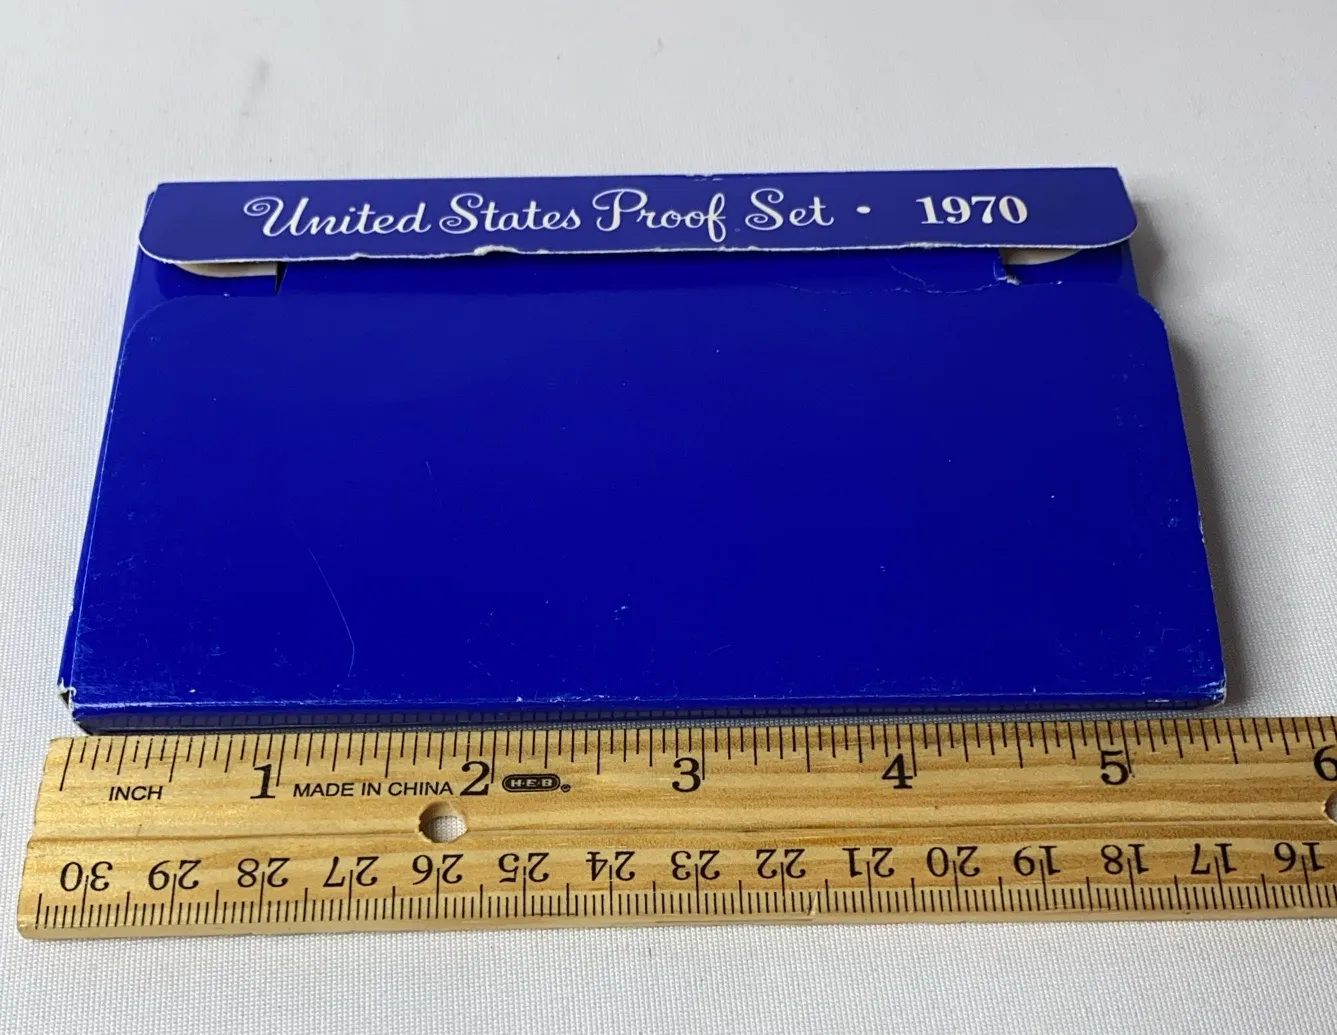 United States Proof Set • 1970
1 2 3 4 5 6
INCH MADE IN CHINA H-E-B®
30 29 28 27 26 25 24 23 22 21 20 19 18 17 16